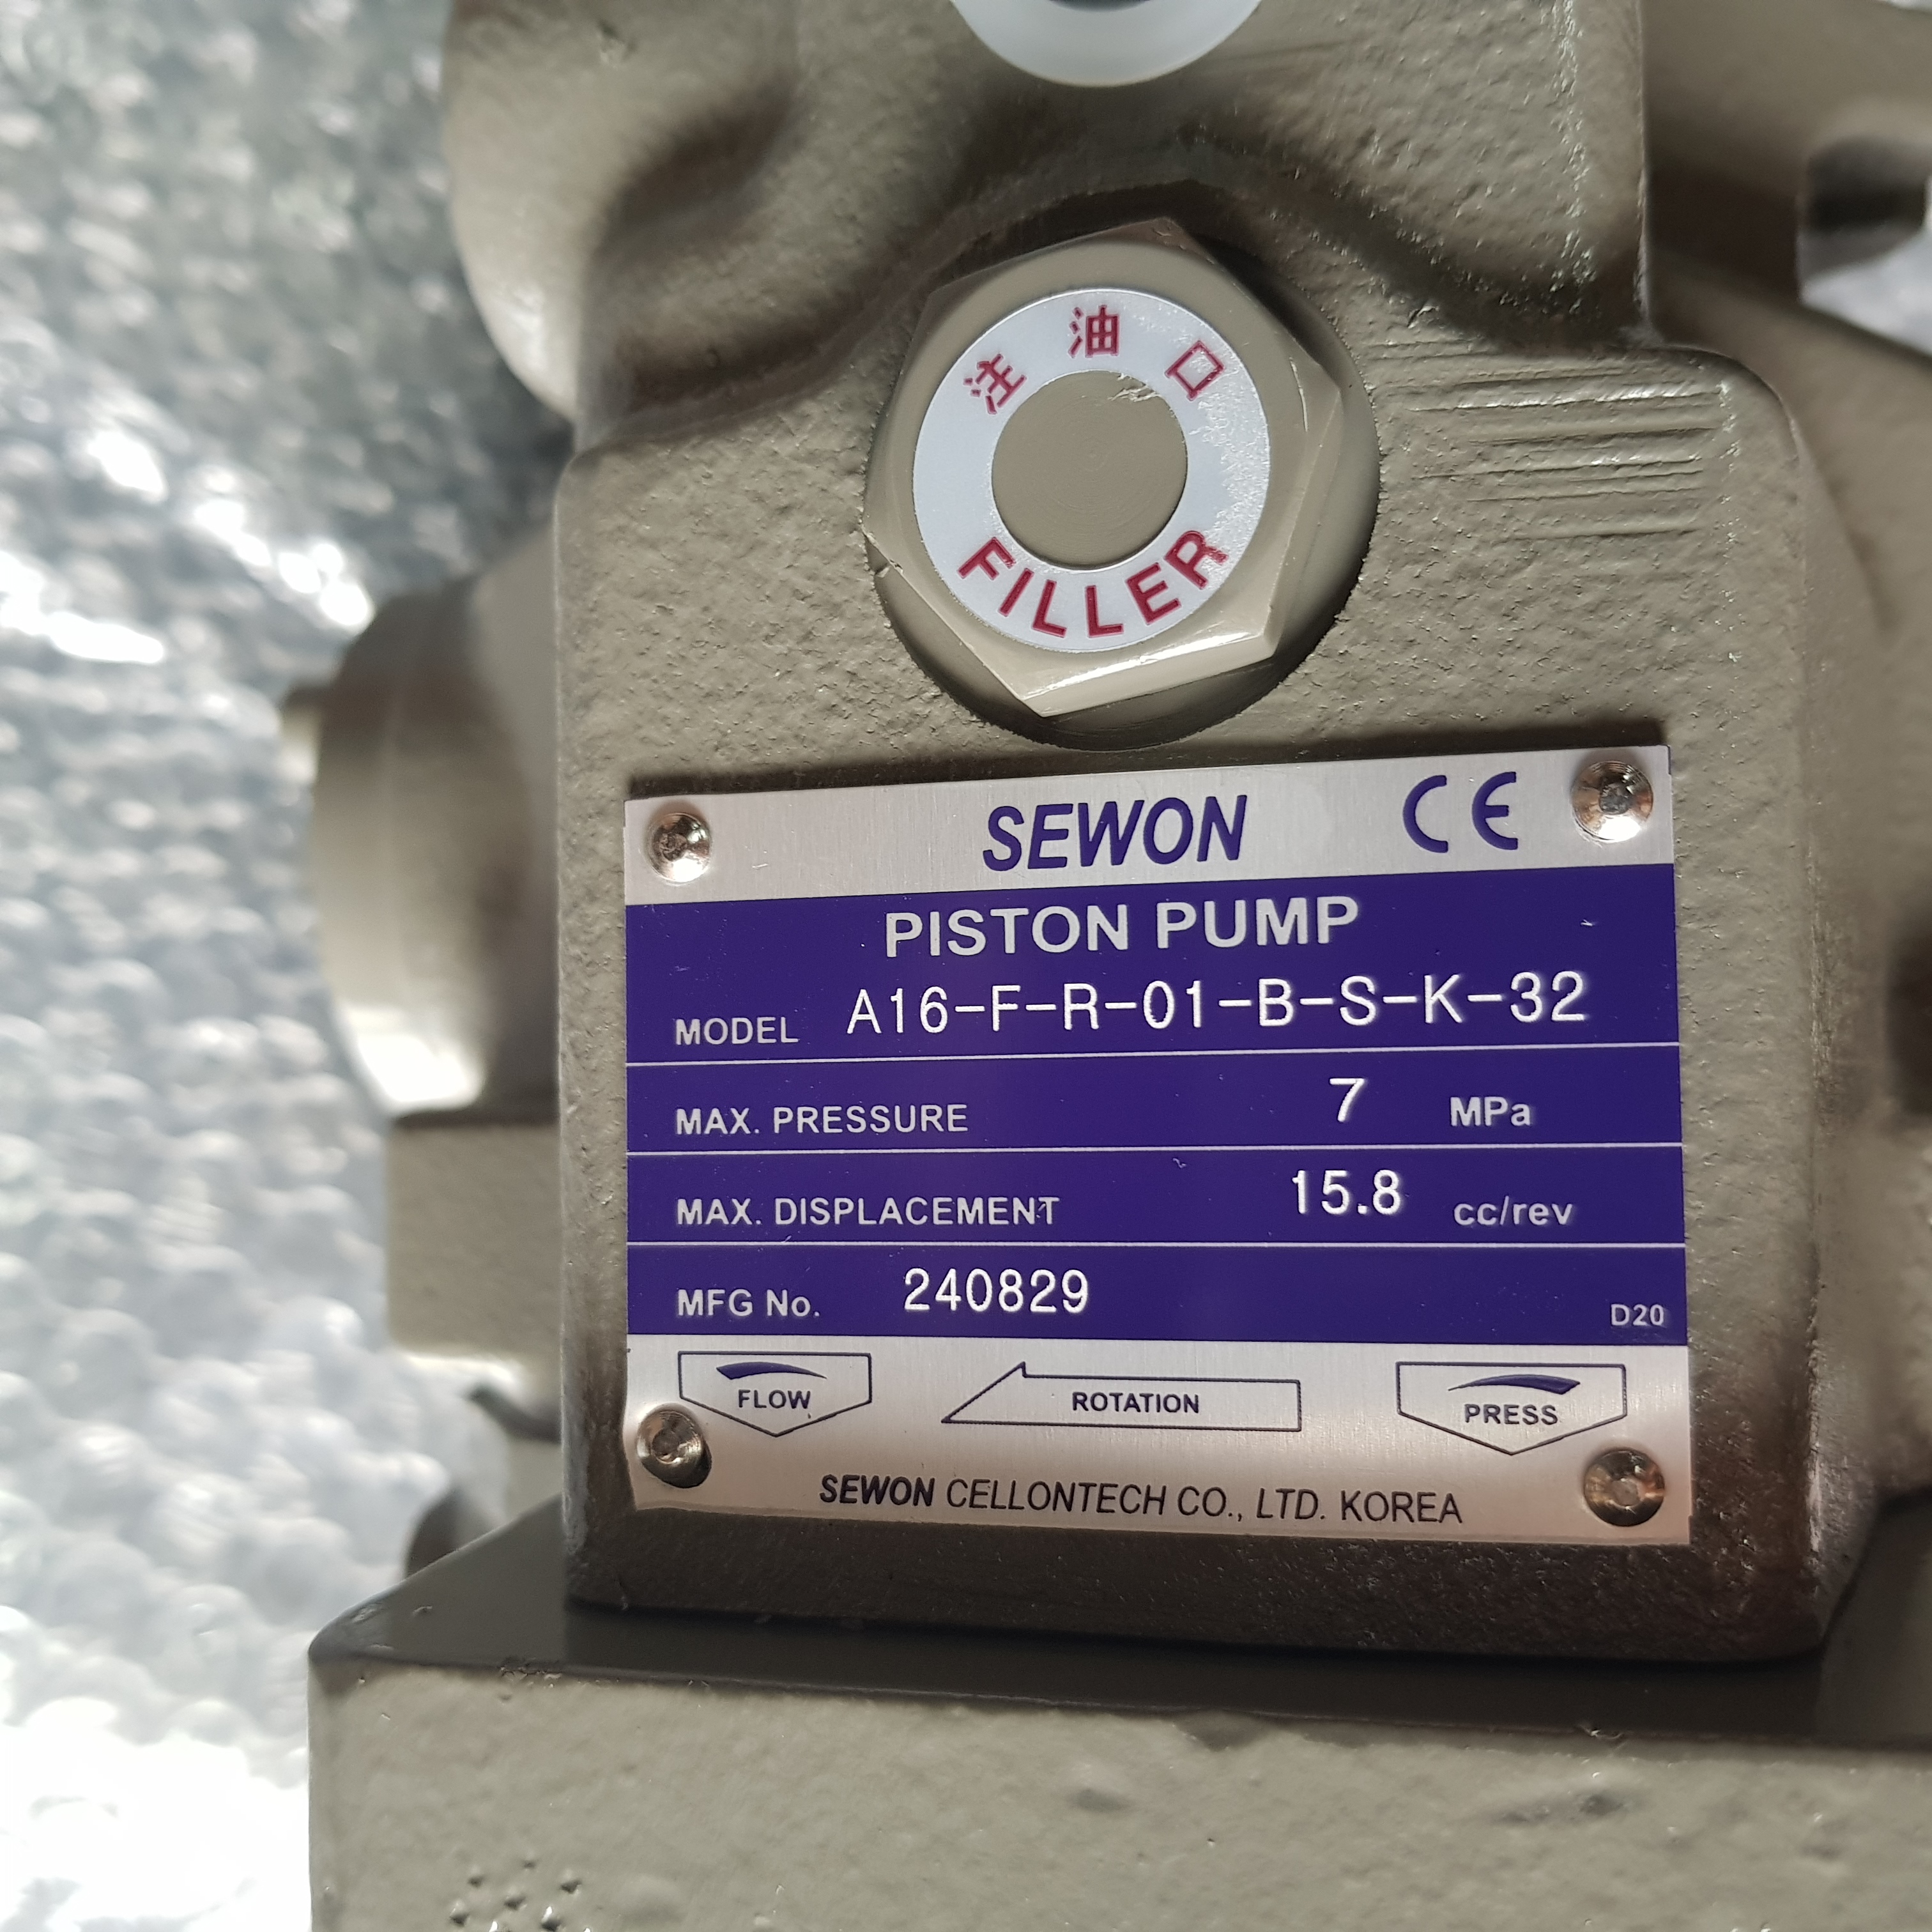 注油口
FILLER
SEWON CE
PISTON PUMP
MODEL A16-F-R-01-B-S-K-32
MAX. PRESSURE 7 MPa
MAX. DISPLACEMENT 15.8 cc/rev
MFG No. 240829 D20
FLOW ROTATION PRESS
SEWON CELLONTECH CO., LTD. KOREA